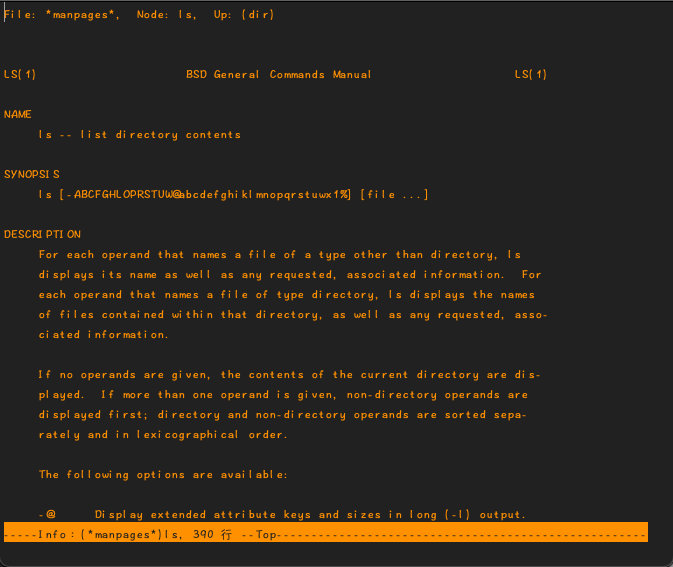 File: *manpages*,  Node: ls,  Up: (dir)
LS(1)                     BSD General Commands Manual                    LS(1)
NAME
ls -- list directory contents
SYNOPSIS
ls [-ABCFGHLOPRSTUW@abcdefghiklmnopqrstuwx1%] [file ...]
DESCRIPTION
For each operand that names a file of a type other than directory, ls
displays its name as well as any requested, associated information.  For
each operand that names a file of type directory, ls displays the names
of files contained within that directory, as well as any requested, asso-
ciated information.
If no operands are given, the contents of the current directory are dis-
played.  If more than one operand is given, non-directory operands are
displayed first; directory and non-directory operands are sorted sepa-
rately and in lexicographical order.
The following options are available:
-@      Display extended attribute keys and sizes in long (-l) output.
-----Info: (*manpages*)ls, 390 行 --Top-----------------------------------------------------